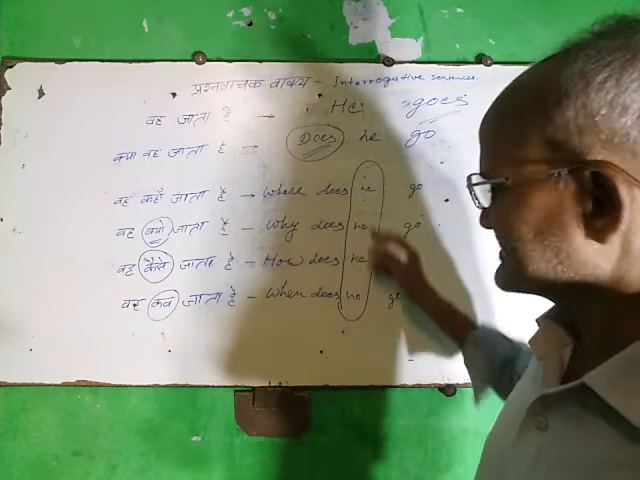 प्रश्नवाचक वाक्य - Interrogative Sentences.
वह जाता है → He goes
क्या वह जाता है - Does he go
वह कहाँ जाता है → Where does he go
वह क्यों जाता है - Why does he go
वह कैसे जाता है - How does he
वह कब जाता है - When does he go